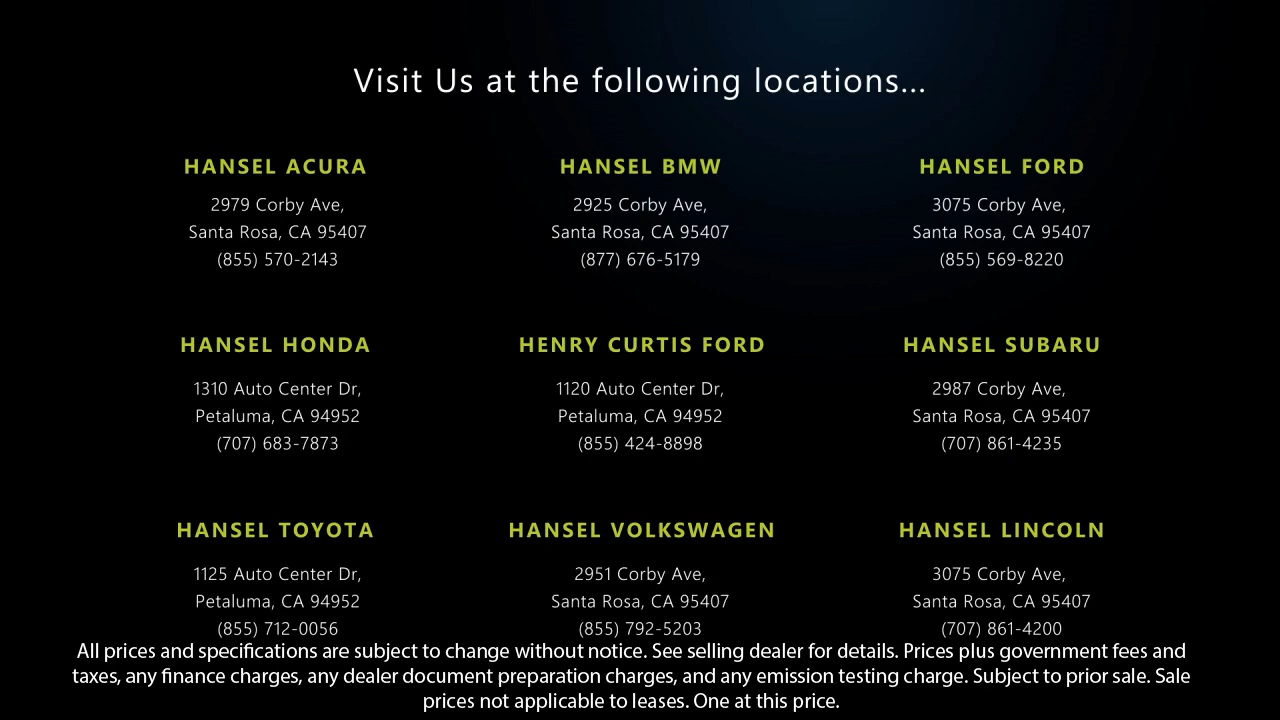 Visit Us at the following locations...
HANSEL ACURA
2979 Corby Ave,
Santa Rosa, CA 95407
(855) 570-2143
HANSEL BMW
2925 Corby Ave,
Santa Rosa, CA 95407
(877) 676-5179
HANSEL FORD
3075 Corby Ave,
Santa Rosa, CA 95407
(855) 569-8220
HANSEL HONDA
1310 Auto Center Dr,
Petaluma, CA 94952
(707) 683-7873
HENRY CURTIS FORD
1120 Auto Center Dr,
Petaluma, CA 94952
(855) 424-8898
HANSEL SUBARU
2987 Corby Ave,
Santa Rosa, CA 95407
(707) 861-4235
HANSEL TOYOTA
1125 Auto Center Dr,
Petaluma, CA 94952
(855) 712-0056
HANSEL VOLKSWAGEN
2951 Corby Ave,
Santa Rosa, CA 95407
(855) 792-5203
HANSEL LINCOLN
3075 Corby Ave,
Santa Rosa, CA 95407
(707) 861-4200
All prices and specifications are subject to change without notice. See selling dealer for details. Prices plus government fees and
taxes, any finance charges, any dealer document preparation charges, and any emission testing charge. Subject to prior sale. Sale
prices not applicable to leases. One at this price.